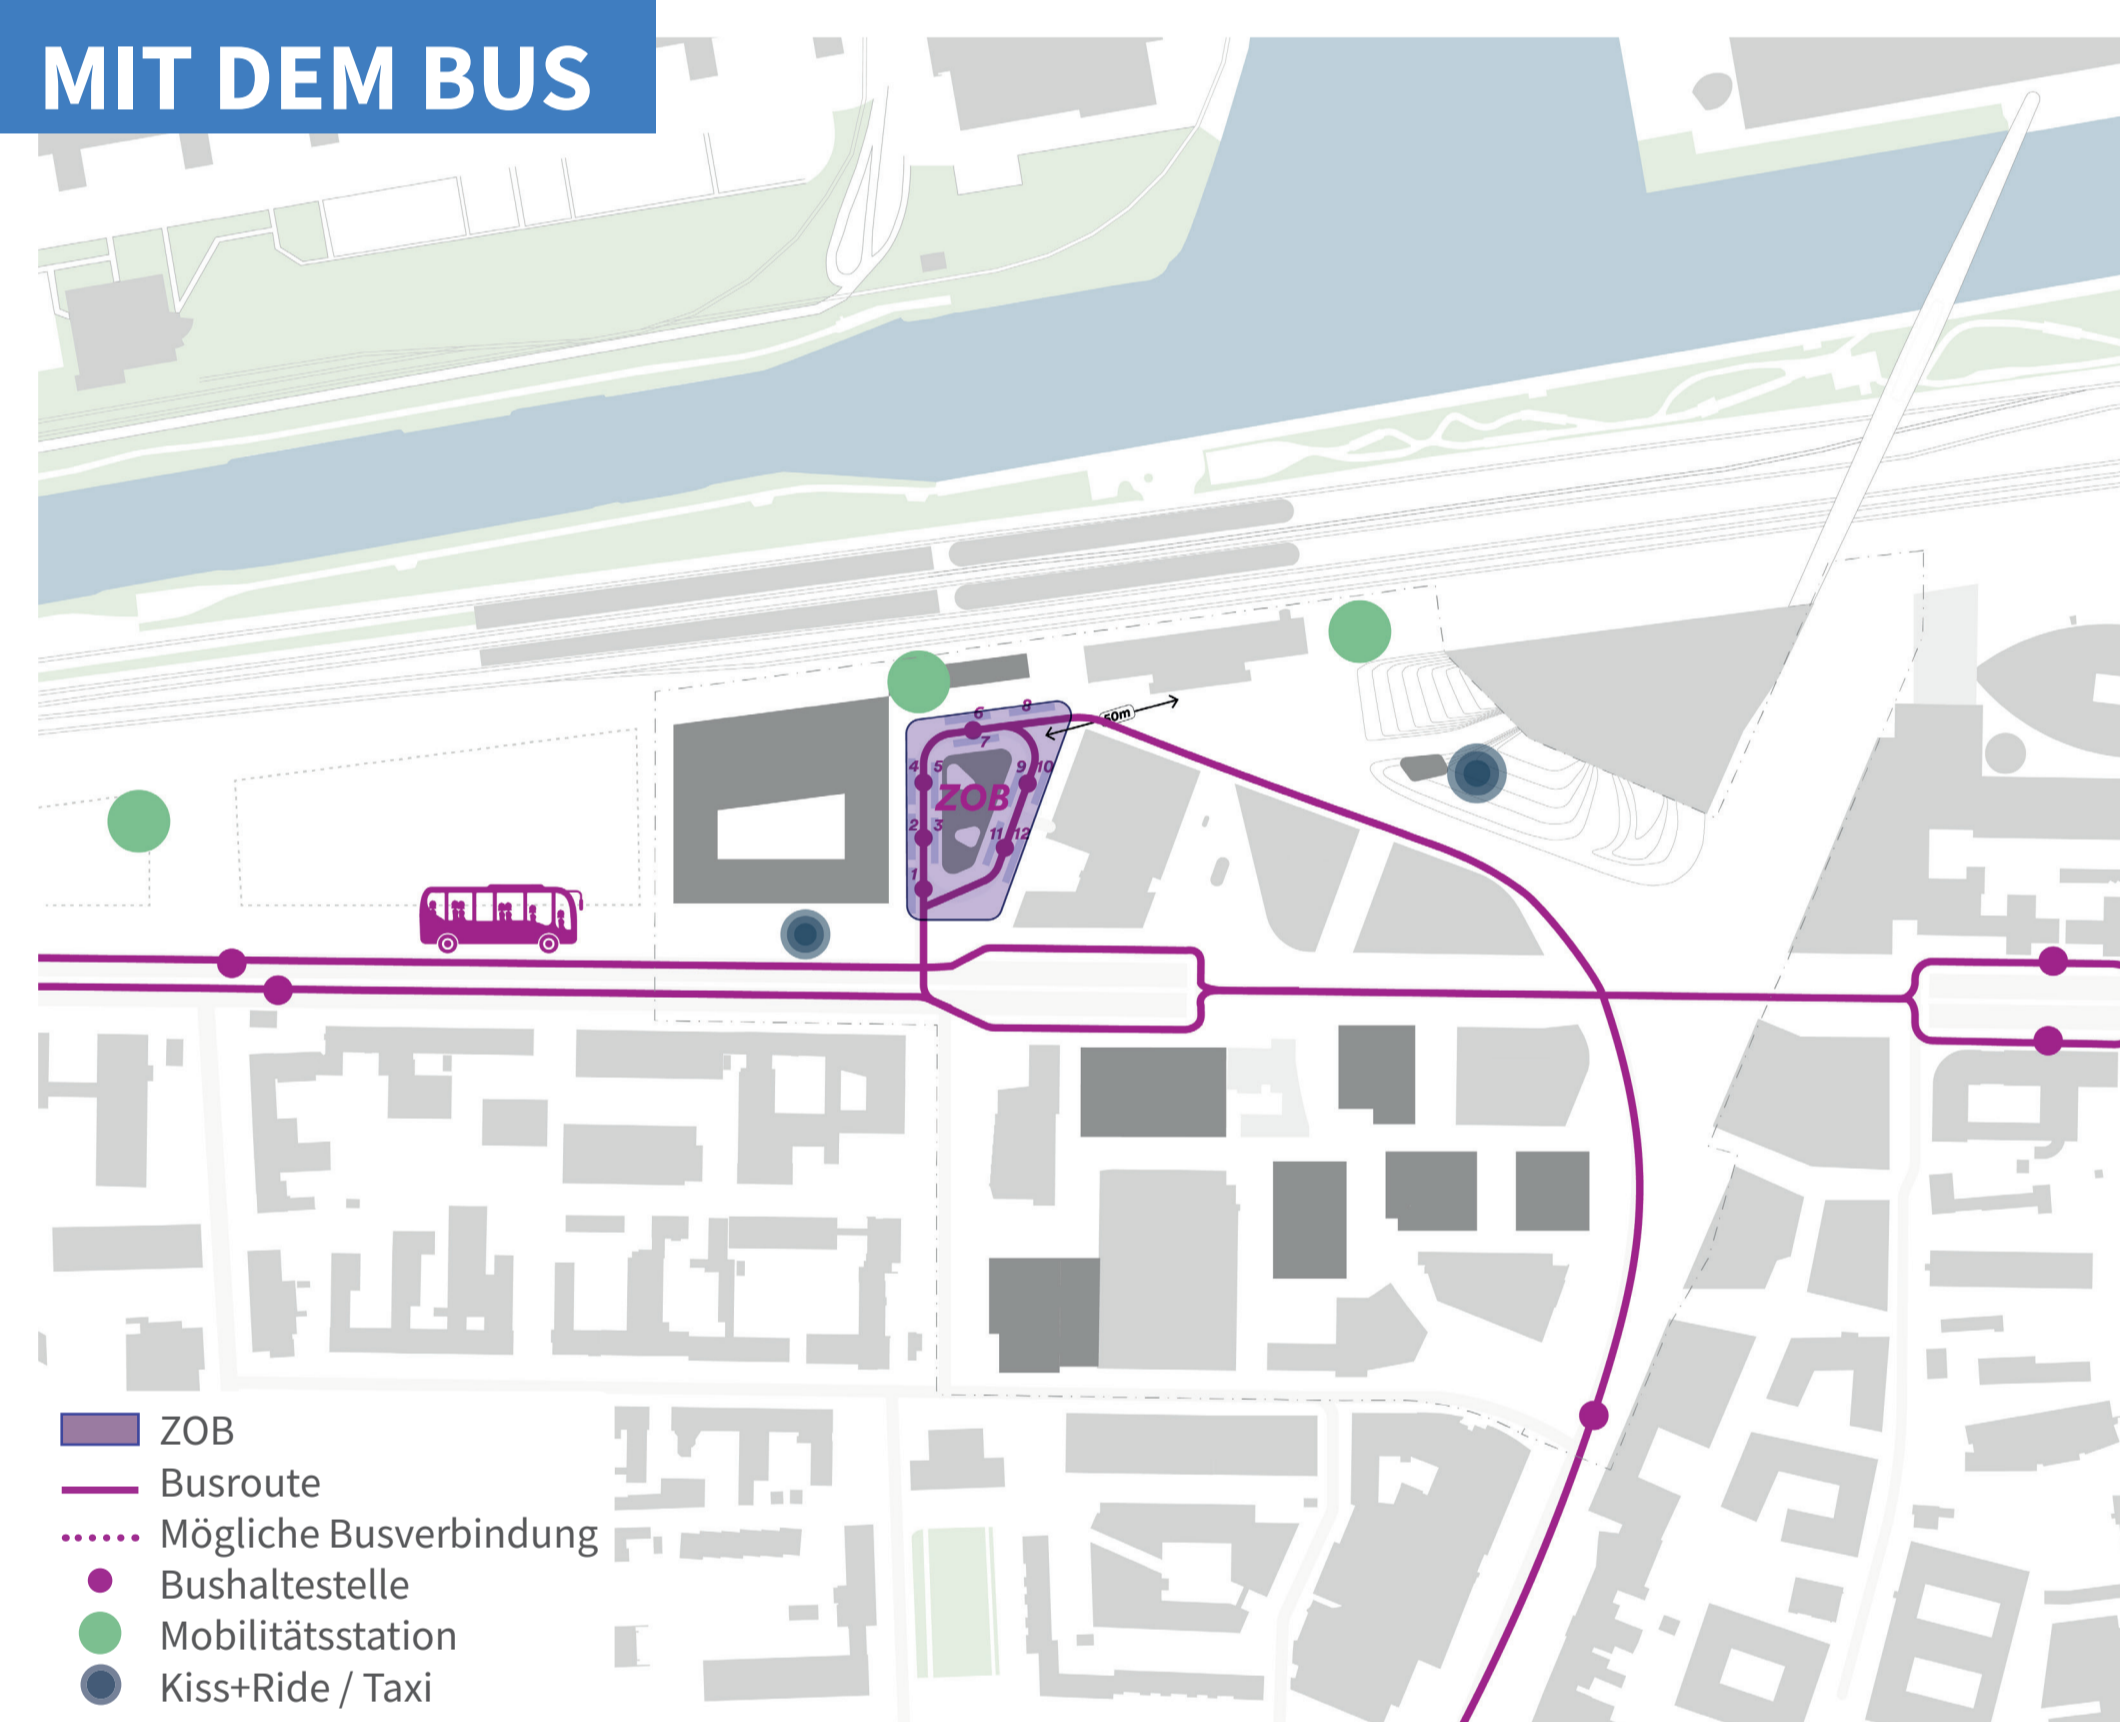 MIT DEM BUS
6 8
7
50m
4 5 9 10
ZOB
2 3 11 12
1
ZOB
Busroute
Mögliche Busverbindung
Bushaltestelle
Mobilitätsstation
Kiss+Ride / Taxi